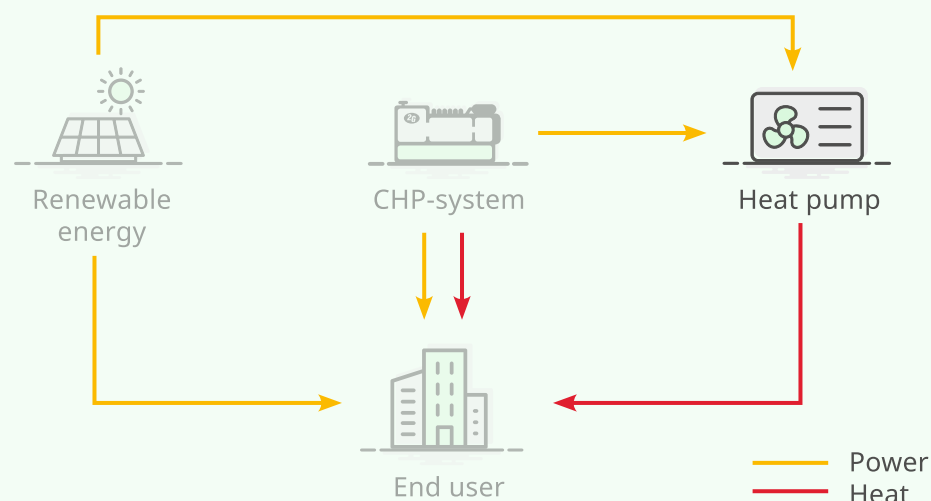 Renewable
energy
CHP-system
Heat pump
End user
Power
Heat